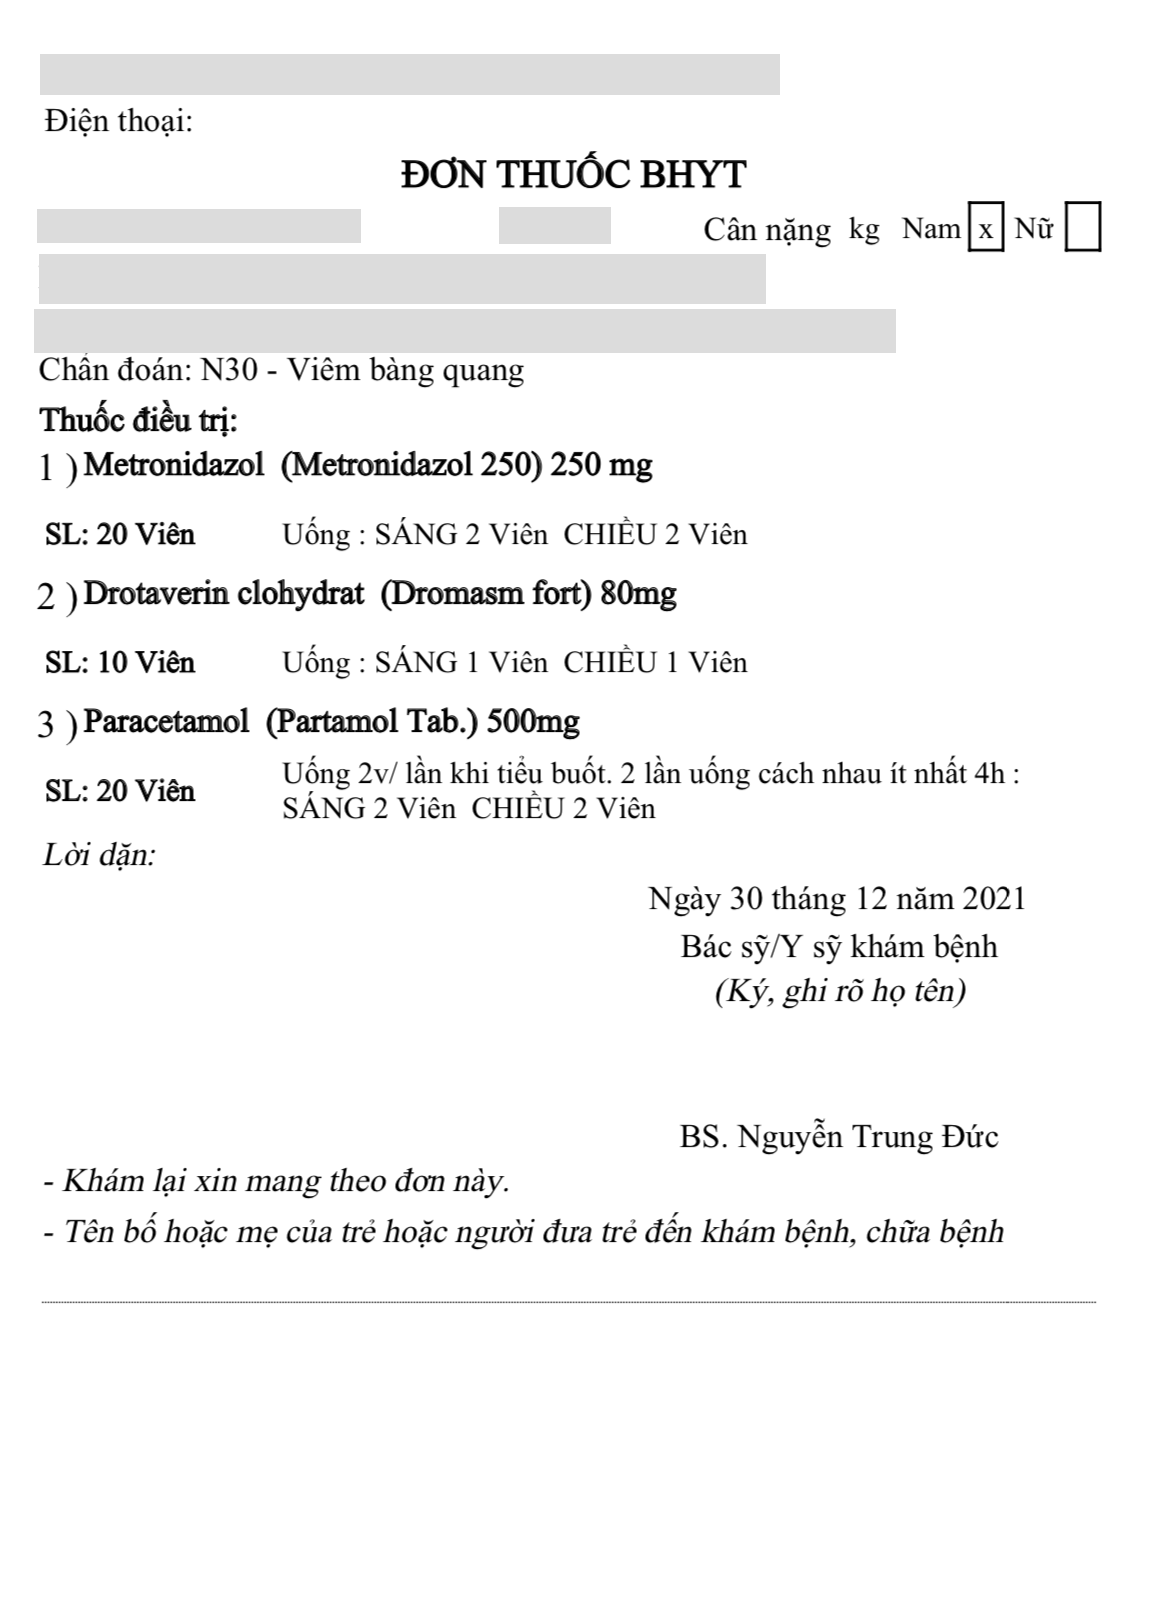 Điện thoại:
ĐƠN THUỐC BHYT
Cân nặng kg Nam x Nữ
Chẩn đoán: N30 - Viêm bàng quang
Thuốc điều trị:
1 ) Metronidazol (Metronidazol 250) 250 mg
SL: 20 Viên Uống : SÁNG 2 Viên CHIỀU 2 Viên
2 ) Drotaverin clohydrat (Dromasm fort) 80mg
SL: 10 Viên Uống : SÁNG 1 Viên CHIỀU 1 Viên
3 ) Paracetamol (Partamol Tab.) 500mg
SL: 20 Viên Uống 2v/ lần khi tiểu buốt. 2 lần uống cách nhau ít nhất 4h :
SÁNG 2 Viên CHIỀU 2 Viên
Lời dặn:
Ngày 30 tháng 12 năm 2021
Bác sỹ/Y sỹ khám bệnh
(Ký, ghi rõ họ tên)
BS. Nguyễn Trung Đức
- Khám lại xin mang theo đơn này.
- Tên bố hoặc mẹ của trẻ hoặc người đưa trẻ đến khám bệnh, chữa bệnh